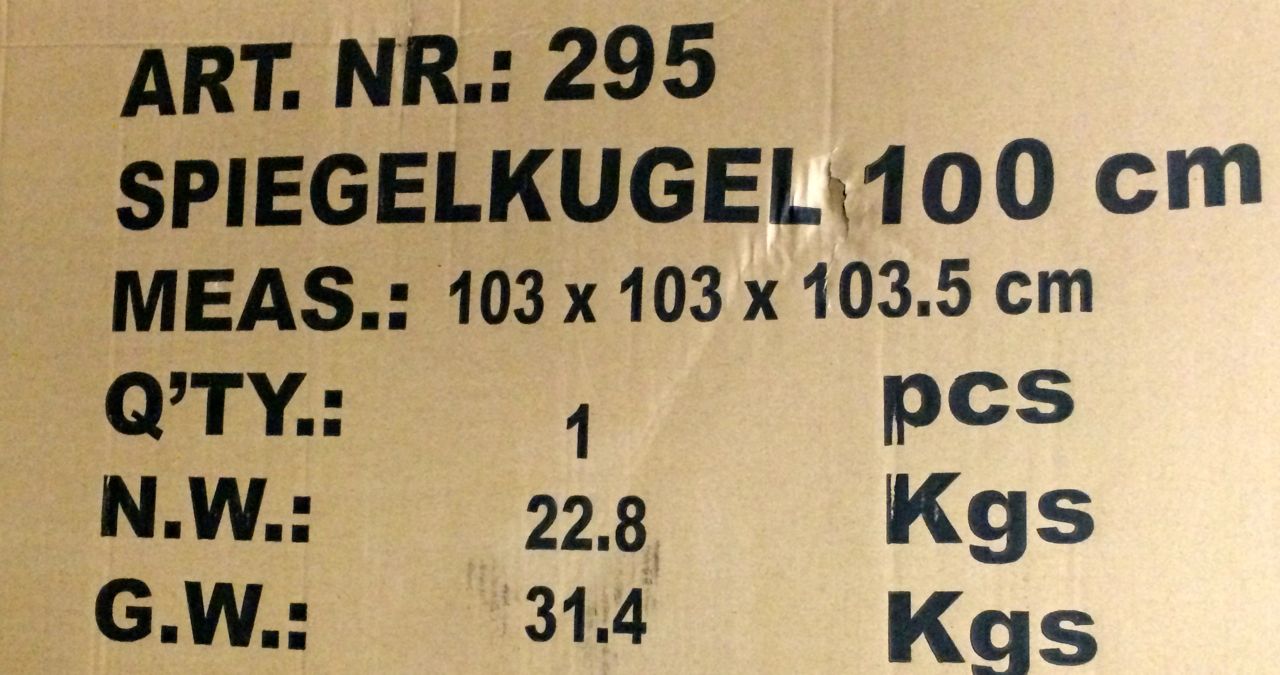 ART. NR.: 295
SPIEGELKUGEL 100 cm
MEAS.: 103 x 103 x 103.5 cm
Q'TY.: 1 pcs
N.W.: 22.8 Kgs
G.W.: 31.4 Kgs